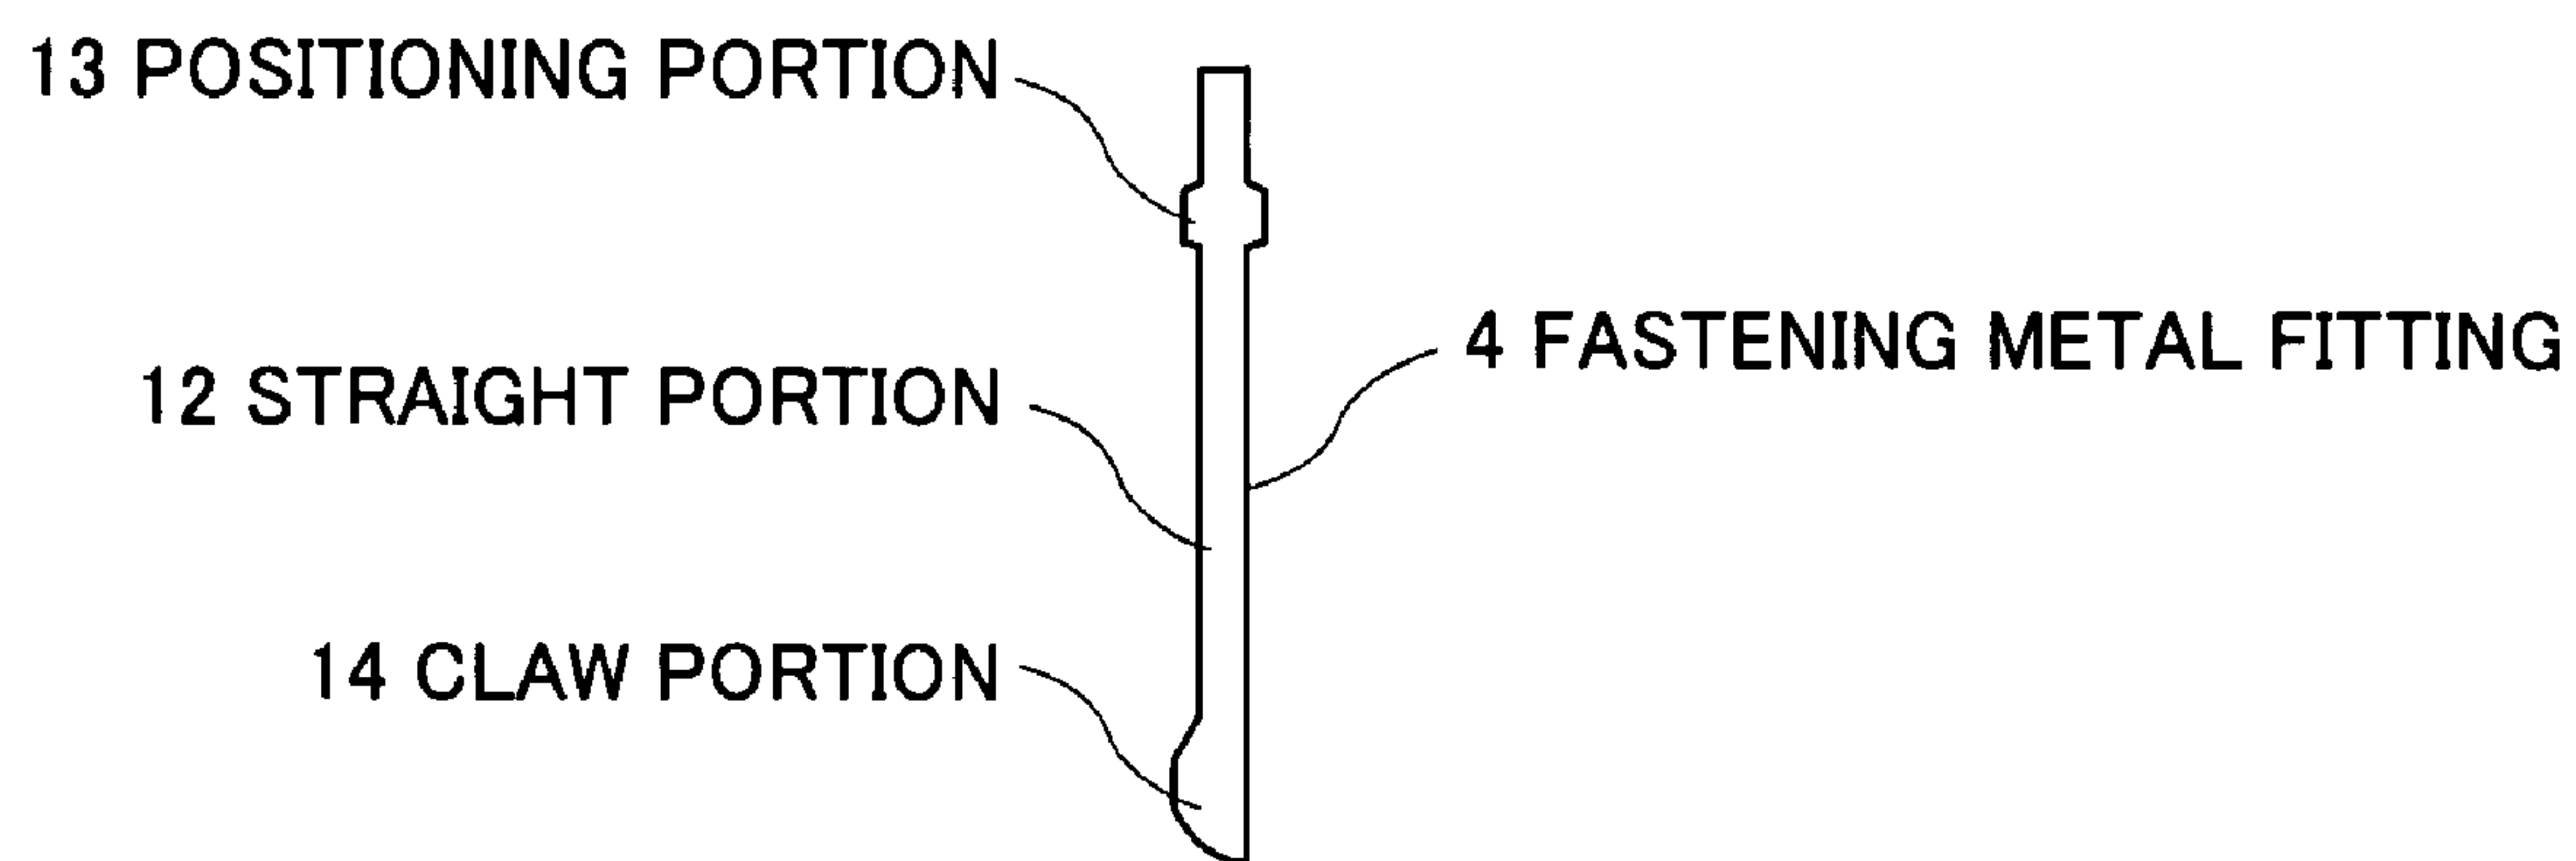 13 POSITIONING PORTION
4 FASTENING METAL FITTING
12 STRAIGHT PORTION
14 CLAW PORTION